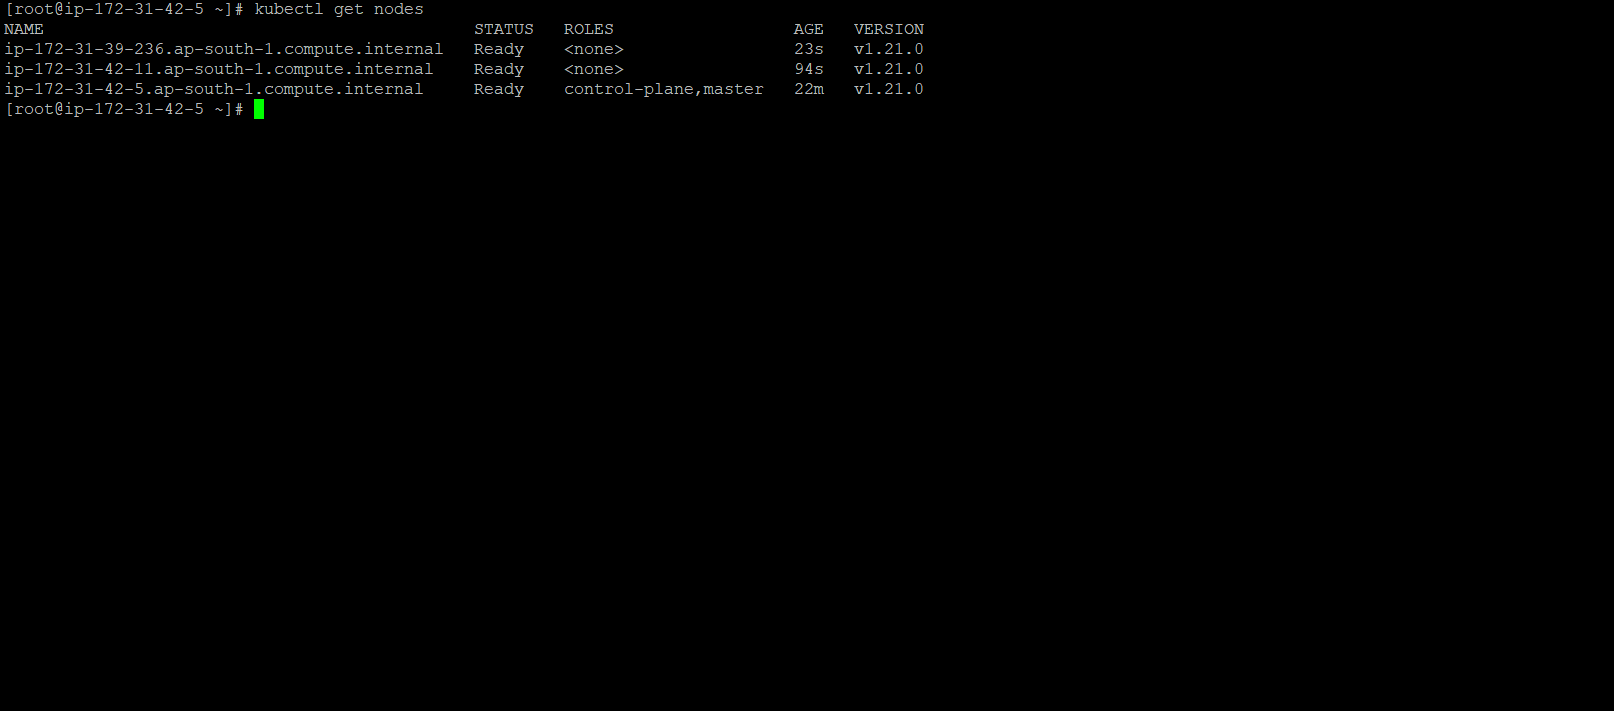 [root@ip-172-31-42-5 ~]# kubectl get nodes
NAME STATUS ROLES AGE VERSION
ip-172-31-39-236.ap-south-1.compute.internal Ready <none> 23s v1.21.0
ip-172-31-42-11.ap-south-1.compute.internal Ready <none> 94s v1.21.0
ip-172-31-42-5.ap-south-1.compute.internal Ready control-plane,master 22m v1.21.0
[root@ip-172-31-42-5 ~]#